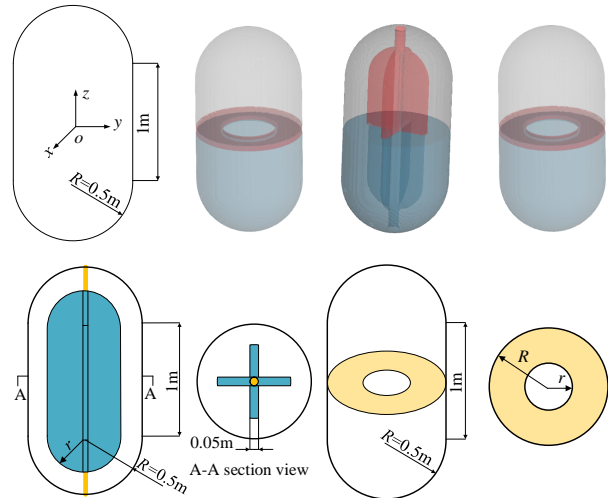 z
y
o
x
1m
R=0.5m
A
A
1m
r
R=0.5m
0.05m
A-A section view
1m
R=0.5m
R
r